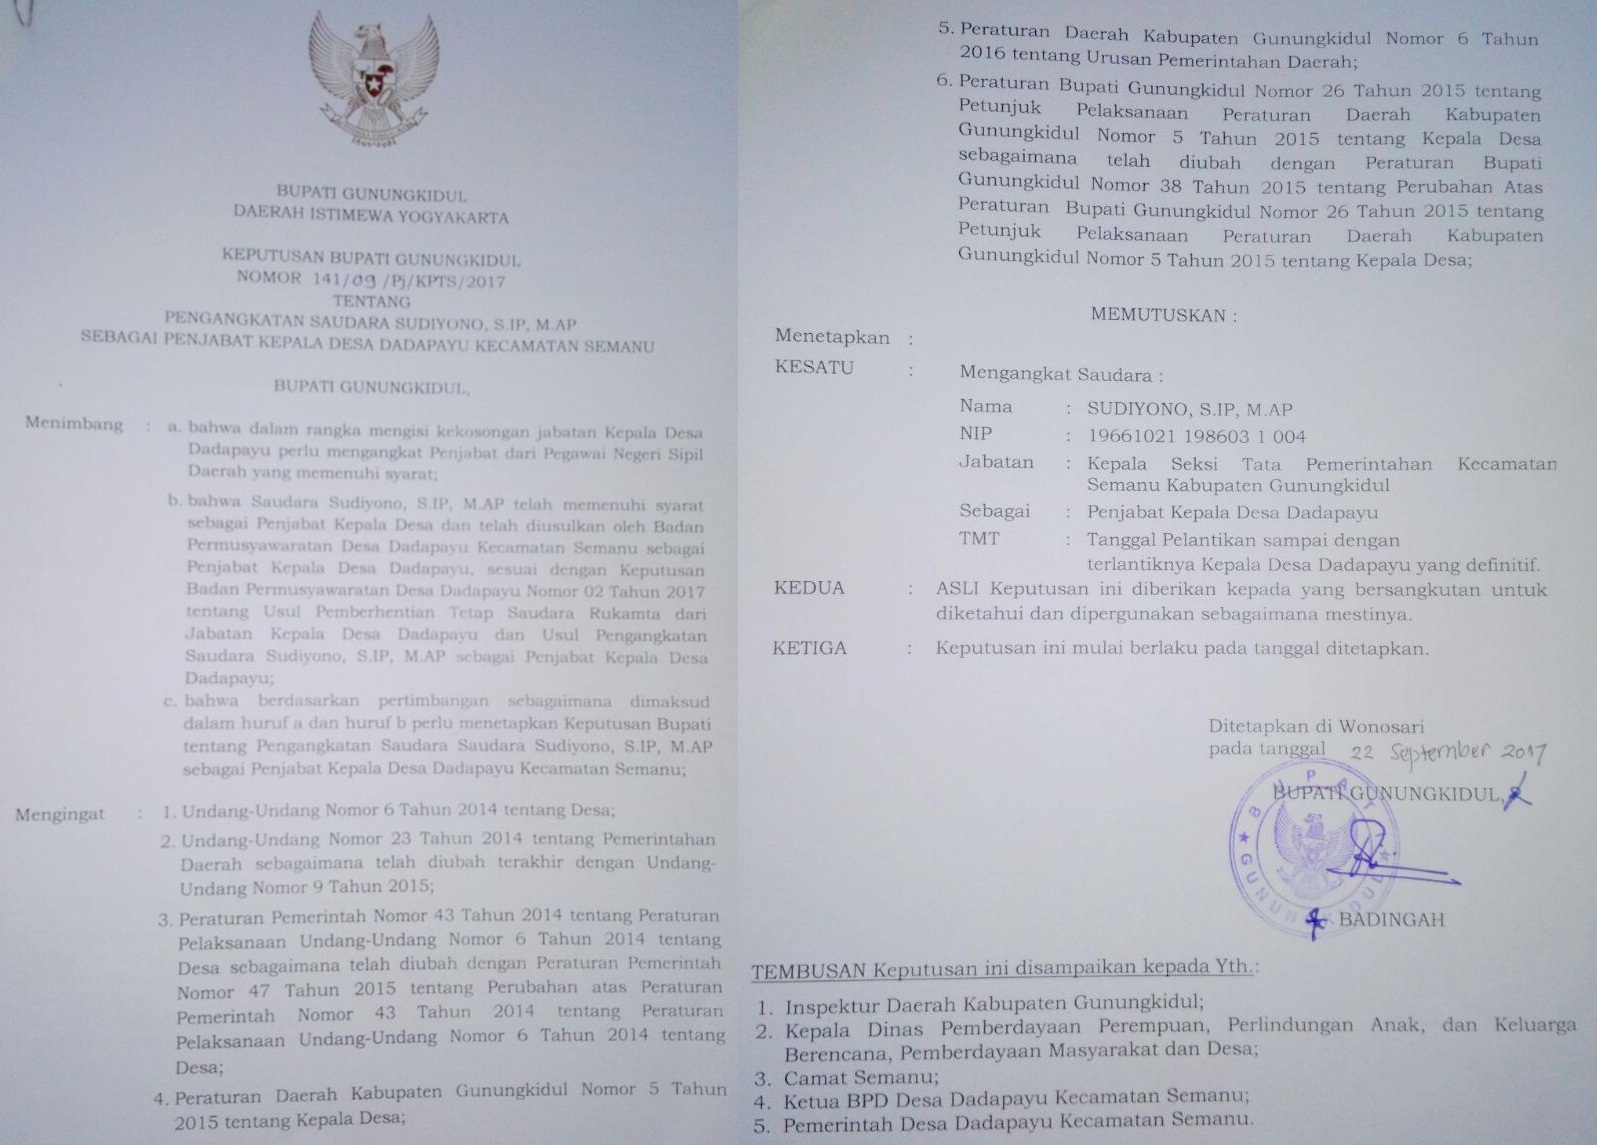 BUPATI GUNUNGKIDUL
DAERAH ISTIMEWA YOGYAKARTA
KEPUTUSAN BUPATI GUNUNGKIDUL
NOMOR 141/09/Pj/KPTS/2017
TENTANG
PENGANGKATAN SAUDARA SUDIYONO, S.IP, M.AP
SEBAGAI PENJABAT KEPALA DESA DADAPAYU KECAMATAN SEMANU
BUPATI GUNUNGKIDUL,
Menimbang : a. bahwa dalam rangka mengisi kekosongan jabatan Kepala Desa
Dadapayu perlu mengangkat Penjabat dari Pegawai Negeri Sipil
Daerah yang memenuhi syarat;
b. bahwa Saudara Sudiyono, S.IP, M.AP telah memenuhi syarat
sebagai Penjabat Kepala Desa dan telah diusulkan oleh Badan
Permusyawaratan Desa Dadapayu Kecamatan Semanu sebagai
Penjabat Kepala Desa Dadapayu, sesuai dengan Keputusan
Badan Permusyawaratan Desa Dadapayu Nomor 02 Tahun 2017
tentang Usul Pemberhentian Tetap Saudara Rukamta dari
Jabatan Kepala Desa Dadapayu dan Usul Pengangkatan
Saudara Sudiyono, S.IP, M.AP sebagai Penjabat Kepala Desa
Dadapayu;
c. bahwa berdasarkan pertimbangan sebagaimana dimaksud
dalam huruf a dan huruf b perlu menetapkan Keputusan Bupati
tentang Pengangkatan Saudara Saudara Sudiyono, S.IP, M.AP
sebagai Penjabat Kepala Desa Dadapayu Kecamatan Semanu;
Mengingat : 1. Undang-Undang Nomor 6 Tahun 2014 tentang Desa;
2. Undang-Undang Nomor 23 Tahun 2014 tentang Pemerintahan
Daerah sebagaimana telah diubah terakhir dengan Undang-
Undang Nomor 9 Tahun 2015;
3. Peraturan Pemerintah Nomor 43 Tahun 2014 tentang Peraturan
Pelaksanaan Undang-Undang Nomor 6 Tahun 2014 tentang
Desa sebagaimana telah diubah dengan Peraturan Pemerintah
Nomor 47 Tahun 2015 tentang Perubahan atas Peraturan
Pemerintah Nomor 43 Tahun 2014 tentang Peraturan
Pelaksanaan Undang-Undang Nomor 6 Tahun 2014 tentang
Desa;
4. Peraturan Daerah Kabupaten Gunungkidul Nomor 5 Tahun
2015 tentang Kepala Desa;
5. Peraturan Daerah Kabupaten Gunungkidul Nomor 6 Tahun
2016 tentang Urusan Pemerintahan Daerah;
6. Peraturan Bupati Gunungkidul Nomor 26 Tahun 2015 tentang
Petunjuk Pelaksanaan Peraturan Daerah Kabupaten
Gunungkidul Nomor 5 Tahun 2015 tentang Kepala Desa
sebagaimana telah diubah dengan Peraturan Bupati
Gunungkidul Nomor 38 Tahun 2015 tentang Perubahan Atas
Peraturan Bupati Gunungkidul Nomor 26 Tahun 2015 tentang
Petunjuk Pelaksanaan Peraturan Daerah Kabupaten
Gunungkidul Nomor 5 Tahun 2015 tentang Kepala Desa;
MEMUTUSKAN :
Menetapkan :
KESATU : Mengangkat Saudara :
Nama : SUDIYONO, S.IP, M.AP
NIP : 19661021 198603 1 004
Jabatan : Kepala Seksi Tata Pemerintahan Kecamatan
Semanu Kabupaten Gunungkidul
Sebagai : Penjabat Kepala Desa Dadapayu
TMT : Tanggal Pelantikan sampai dengan
terlantiknya Kepala Desa Dadapayu yang definitif.
KEDUA : ASLI Keputusan ini diberikan kepada yang bersangkutan untuk
diketahui dan dipergunakan sebagaimana mestinya.
KETIGA : Keputusan ini mulai berlaku pada tanggal ditetapkan.
Ditetapkan di Wonosari
pada tanggal 22 September 2017
BUPATI GUNUNGKIDUL,
BUPATI
GUNUNGKIDUL
BADINGAH
TEMBUSAN Keputusan ini disampaikan kepada Yth.:
1. Inspektur Daerah Kabupaten Gunungkidul;
2. Kepala Dinas Pemberdayaan Perempuan, Perlindungan Anak, dan Keluarga
Berencana, Pemberdayaan Masyarakat dan Desa;
3. Camat Semanu;
4. Ketua BPD Desa Dadapayu Kecamatan Semanu;
5. Pemerintah Desa Dadapayu Kecamatan Semanu.